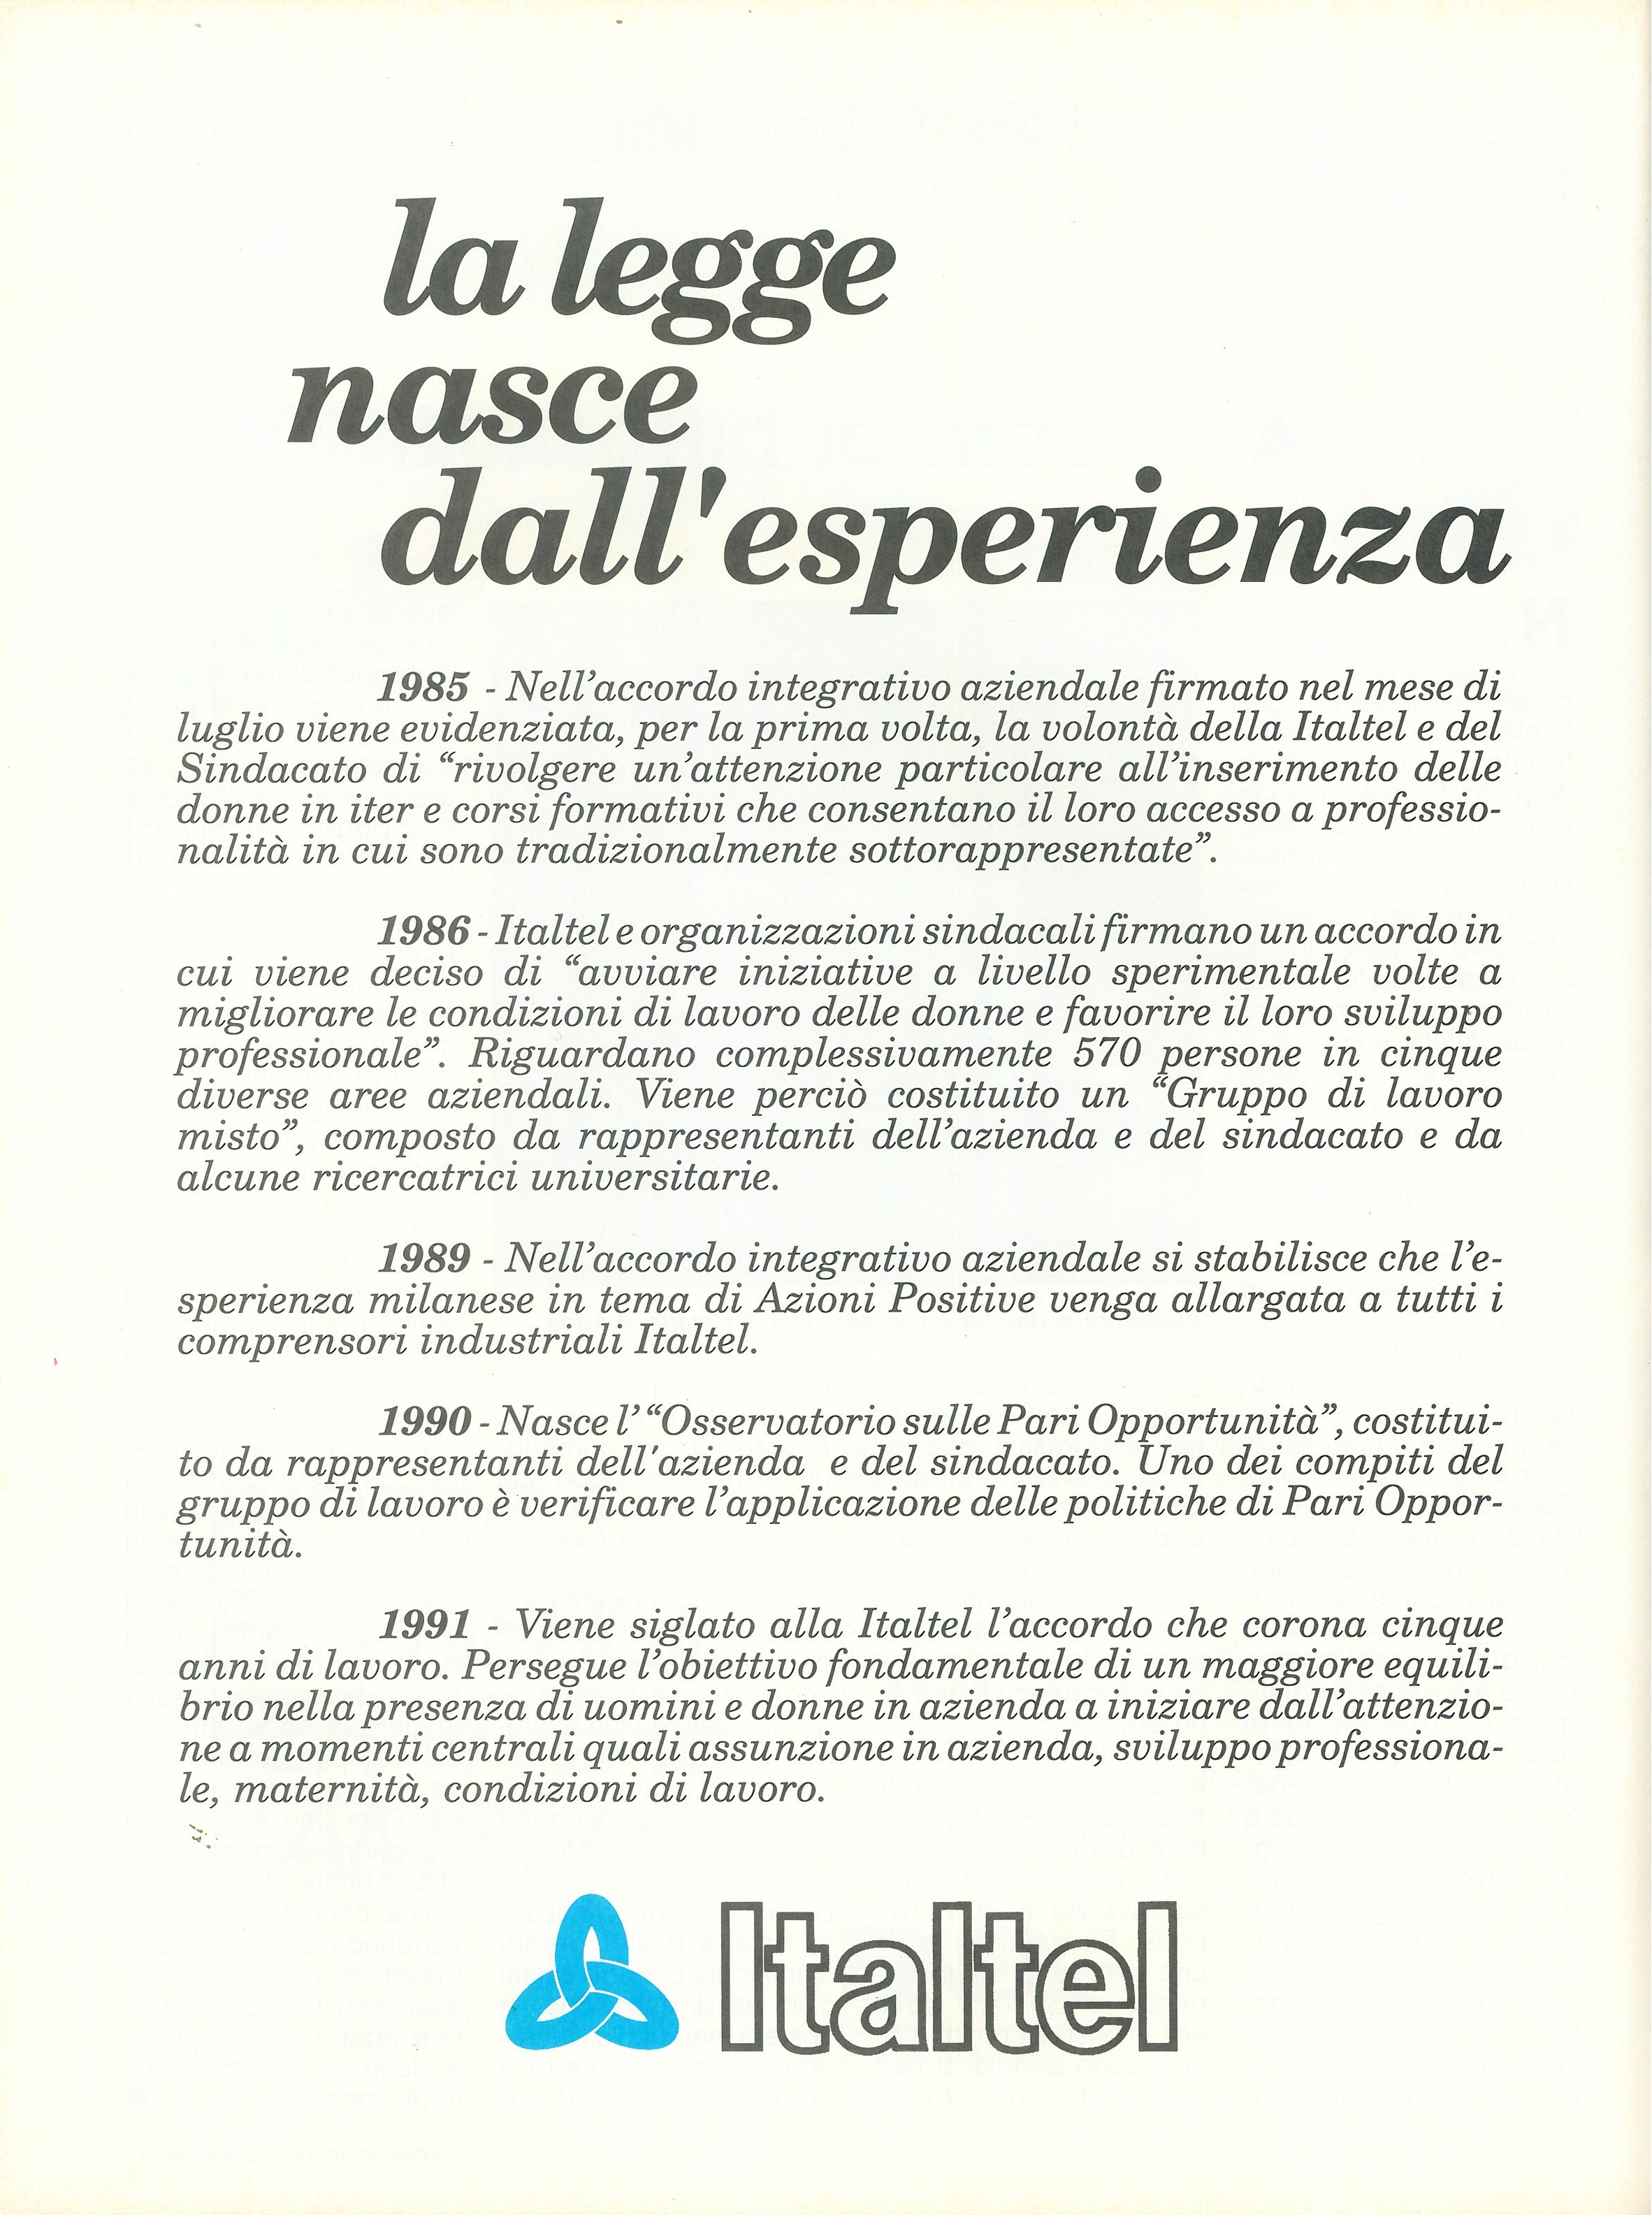 la legge
nasce
dall'esperienza
1985 - Nell’accordo integrativo aziendale firmato nel mese di
luglio viene evidenziata, per la prima volta, la volontà della Italtel e del
Sindacato di “rivolgere un’attenzione particolare all’inserimento delle
donne in iter e corsi formativi che consentano il loro accesso a professio-
nalità in cui sono tradizionalmente sottorappresentate”.
1986 - Italtel e organizzazioni sindacali firmano un accordo in
cui viene deciso di “avviare iniziative a livello sperimentale volte a
migliorare le condizioni di lavoro delle donne e favorire il loro sviluppo
professionale”. Riguardano complessivamente 570 persone in cinque
diverse aree aziendali. Viene perciò costituito un “Gruppo di lavoro
misto”, composto da rappresentanti dell’azienda e del sindacato e da
alcune ricercatrici universitarie.
1989 - Nell’accordo integrativo aziendale si stabilisce che l’e-
sperienza milanese in tema di Azioni Positive venga allargata a tutti i
comprensori industriali Italtel.
1990 - Nasce l’ “Osservatorio sulle Pari Opportunità”, costitui-
to da rappresentanti dell'azienda e del sindacato. Uno dei compiti del
gruppo di lavoro è verificare l’applicazione delle politiche di Pari Oppor-
tunità.
1991 - Viene siglato alla Italtel l’accordo che corona cinque
anni di lavoro. Persegue l’obiettivo fondamentale di un maggiore equili-
brio nella presenza di uomini e donne in azienda a iniziare dall’attenzio-
ne a momenti centrali quali assunzione in azienda, sviluppo professiona-
le, maternità, condizioni di lavoro.
Italtel